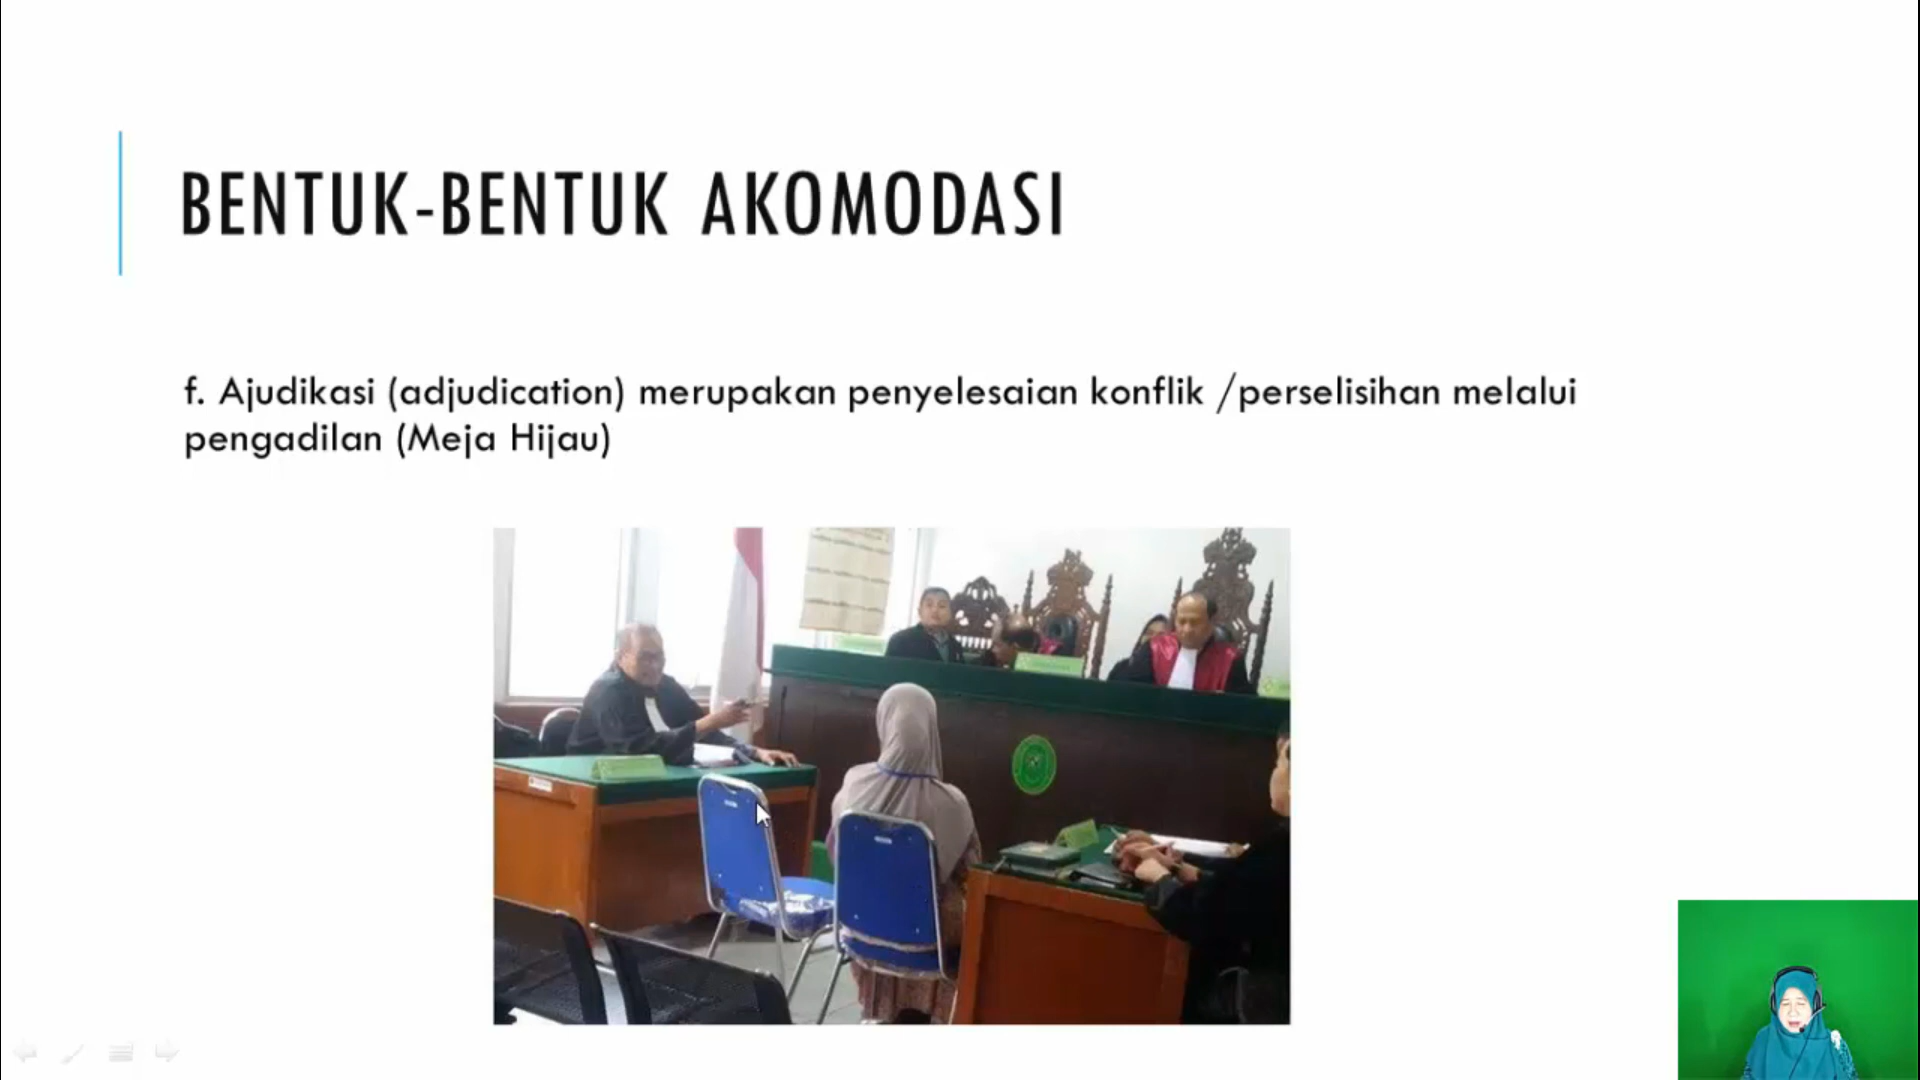 BENTUK-BENTUK AKOMODASI
f. Ajudikasi (adjudication) merupakan penyelesaian konflik /perselisihan melalui
pengadilan (Meja Hijau)